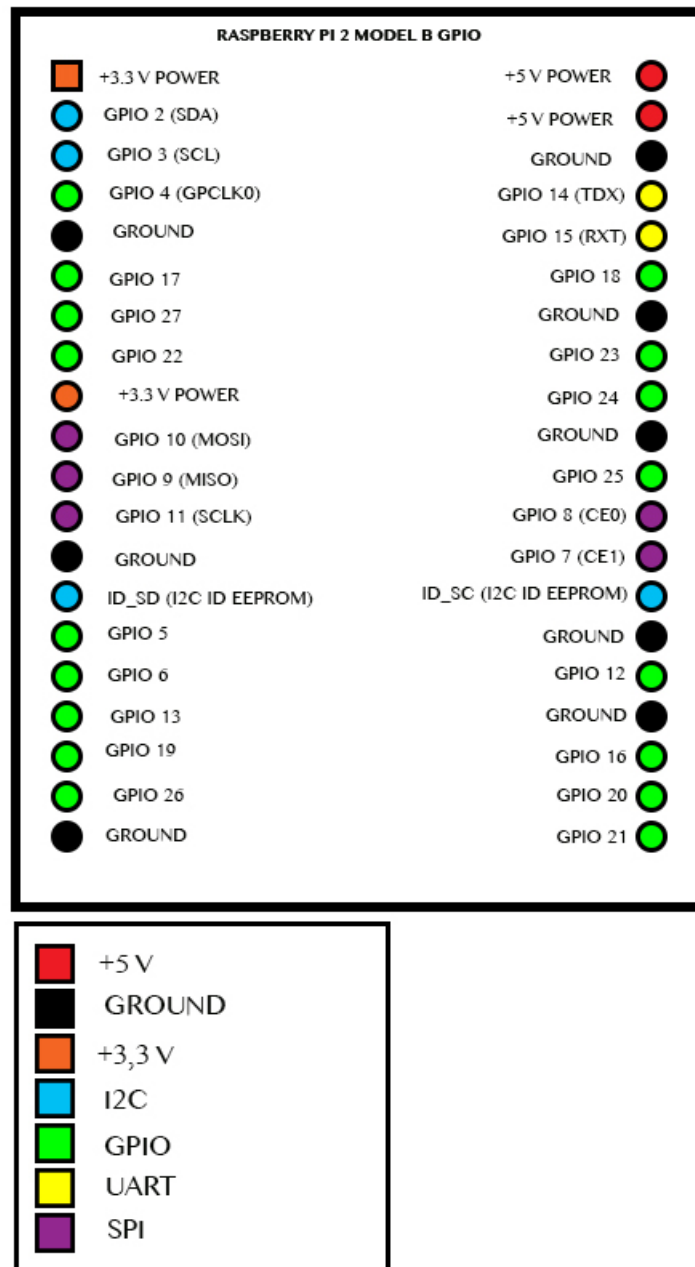 RASPBERRY PI 2 MODEL B GPIO
+3.3 V POWER +5 V POWER
GPIO 2 (SDA) +5 V POWER
GPIO 3 (SCL) GROUND
GPIO 4 (GPCLK0) GPIO 14 (TDX)
GROUND GPIO 15 (RXT)
GPIO 17 GPIO 18
GPIO 27 GROUND
GPIO 22 GPIO 23
+3.3 V POWER GPIO 24
GPIO 10 (MOSI) GROUND
GPIO 9 (MISO) GPIO 25
GPIO 11 (SCLK) GPIO 8 (CE0)
GROUND GPIO 7 (CE1)
ID_SD (I2C ID EEPROM) ID_SC (I2C ID EEPROM)
GPIO 5 GROUND
GPIO 6 GPIO 12
GPIO 13 GROUND
GPIO 19 GPIO 16
GPIO 26 GPIO 20
GROUND GPIO 21
+5 V
GROUND
+3,3 V
I2C
GPIO
UART
SPI